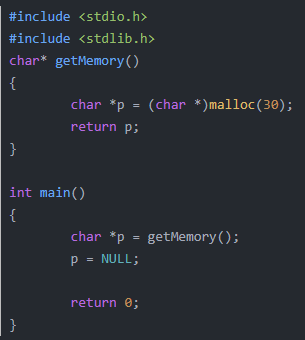 #include <stdio.h>
#include <stdlib.h>
char* getMemory()
{
        char *p = (char *)malloc(30);
        return p;
}

int main()
{
        char *p = getMemory();
        p = NULL;

        return 0;
}